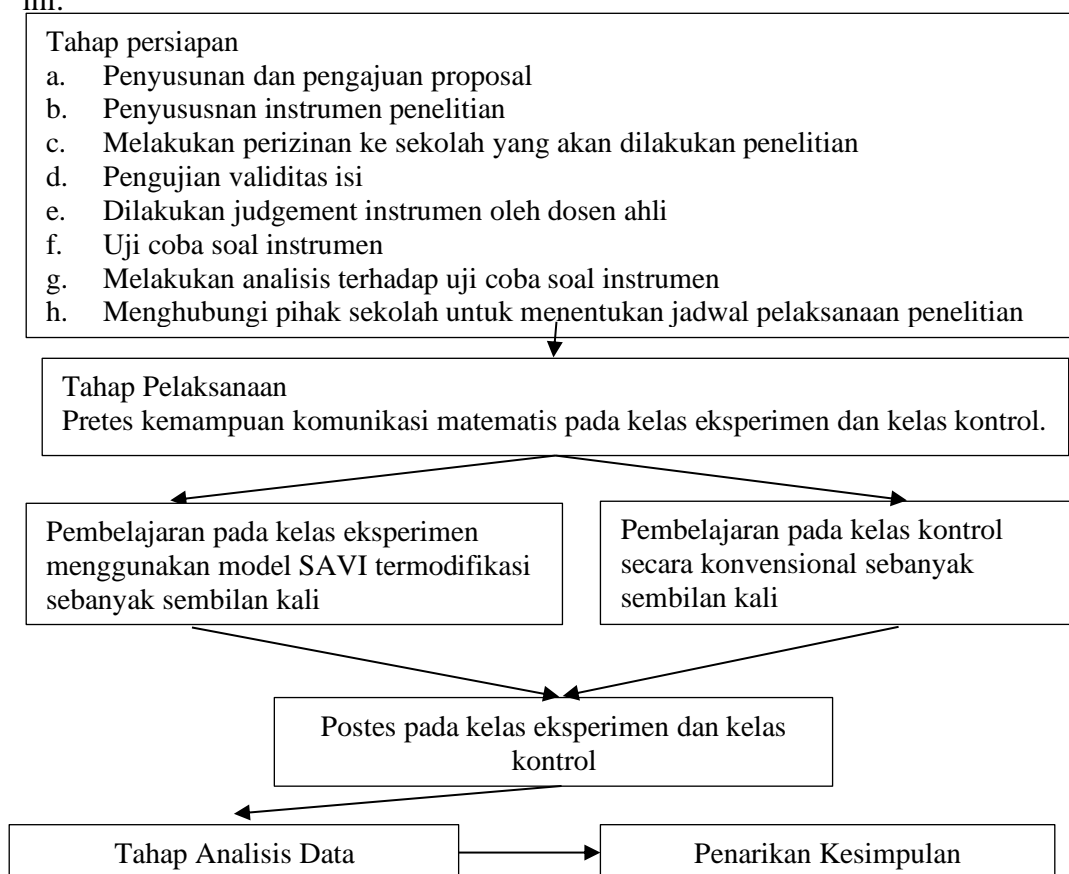 Tahap persiapan
a. Penyusunan dan pengajuan proposal
b. Penyususnan instrumen penelitian
c. Melakukan perizinan ke sekolah yang akan dilakukan penelitian
d. Pengujian validitas isi
e. Dilakukan judgement instrumen oleh dosen ahli
f. Uji coba soal instrumen
g. Melakukan analisis terhadap uji coba soal instrumen
h. Menghubungi pihak sekolah untuk menentukan jadwal pelaksanaan penelitian
Tahap Pelaksanaan
Pretes kemampuan komunikasi matematis pada kelas eksperimen dan kelas kontrol.
Pembelajaran pada kelas eksperimen
menggunakan model SAVI termodifikasi
sebanyak sembilan kali
Pembelajaran pada kelas kontrol
secara konvensional sebanyak
sembilan kali
Postes pada kelas eksperimen dan kelas
kontrol
Tahap Analisis Data
Penarikan Kesimpulan